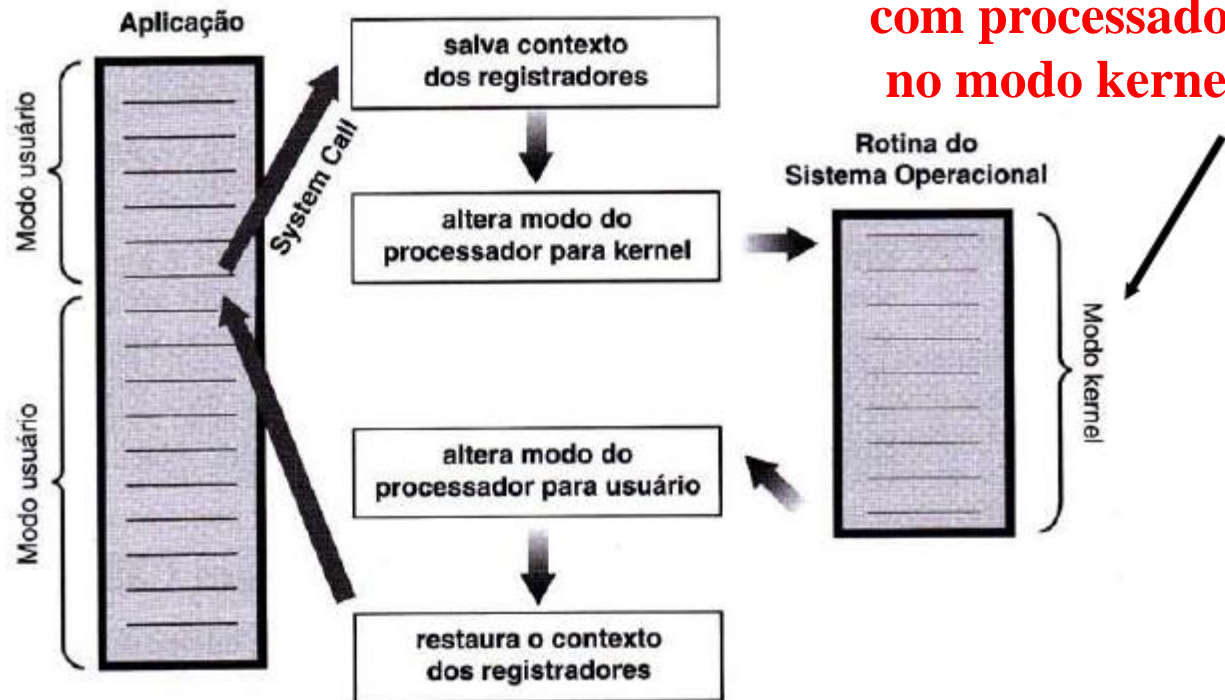 Aplicação
com processado
no modo kerne
salva contexto
dos registradores
Modo usuário
System Call
Rotina do
Sistema Operacional
altera modo do
processador para kernel
Modo kernel
Modo usuário
altera modo do
processador para usuário
restaura o contexto
dos registradores